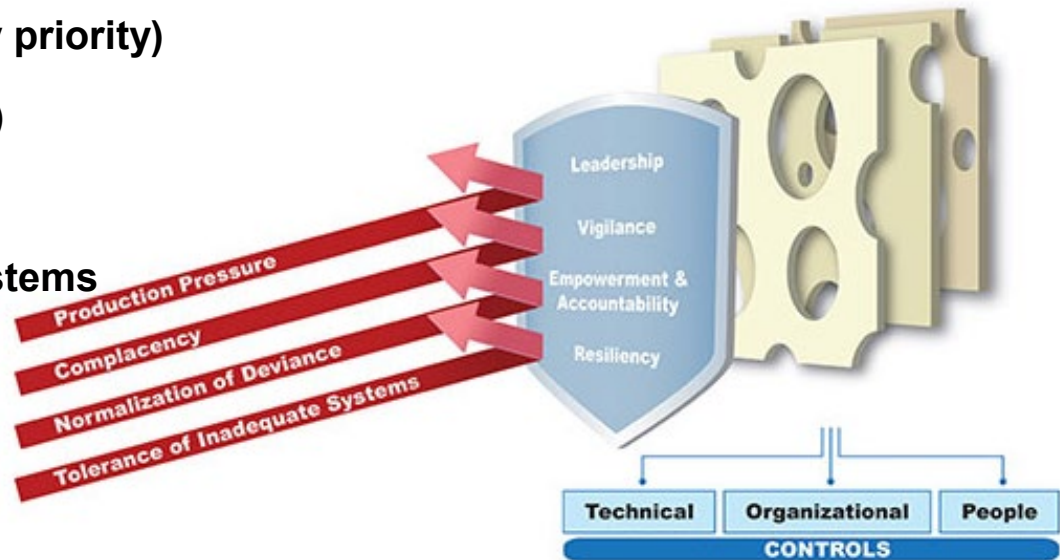 priority)
)
Production Pressure
Complacency
Normalization of Deviance
Tolerance of Inadequate Systems
Leadership
Vigilance
Empowerment &
Accountability
Resiliency
Technical
Organizational
People
CONTROLS